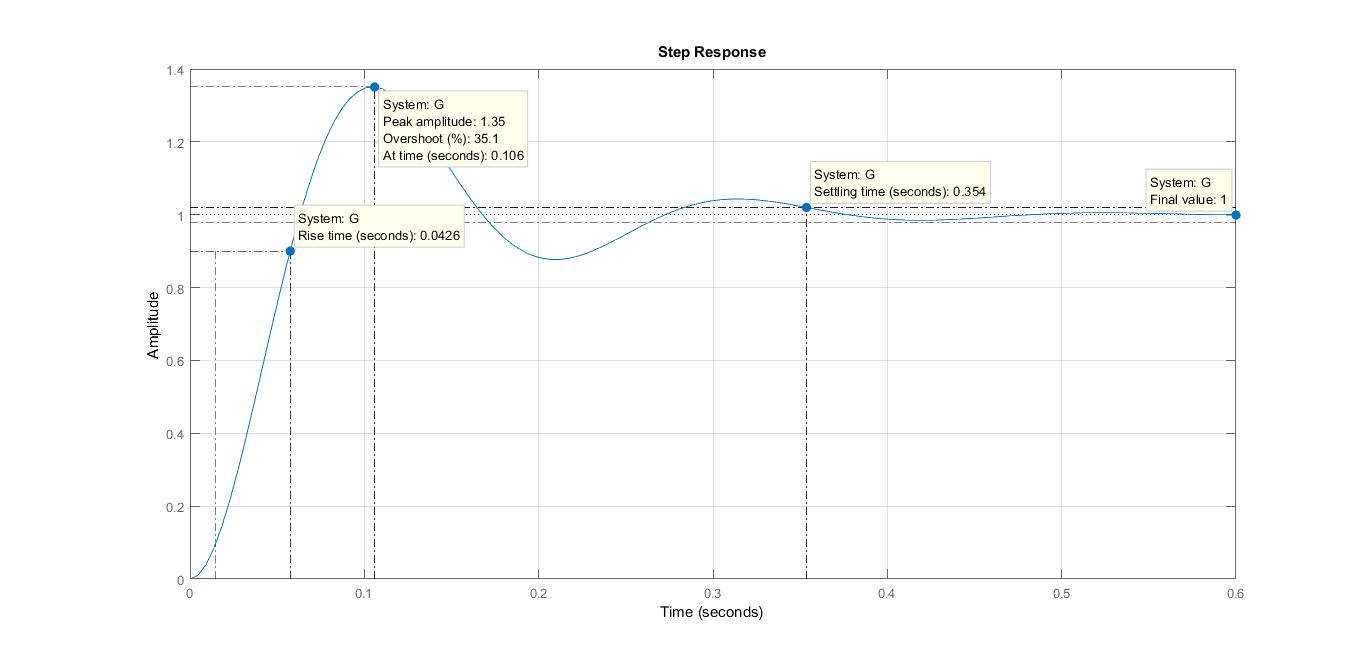 Step Response
1.4
System: G
Peak amplitude: 1.35
Overshoot (%): 35.1
At time (seconds): 0.106
1.2
System: G
Settling time (seconds): 0.354
System: G
Final value: 1
1
System: G
Rise time (seconds): 0.0426
0.8
0.6
0.4
0.2
0
Amplitude
0
0.1
0.2
0.3
0.4
0.5
0.6
Time (seconds)